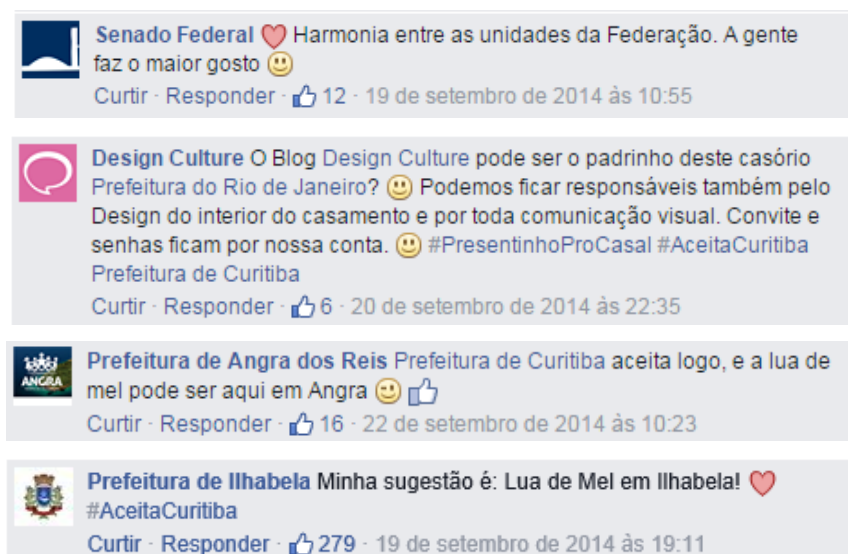 Senado Federal ❤ Harmonia entre as unidades da Federação. A gente
faz o maior gosto 🙂
Curtir · Responder · 👍 12 · 19 de setembro de 2014 às 10:55
Design Culture O Blog Design Culture pode ser o padrinho deste casório
Prefeitura do Rio de Janeiro? 🙂 Podemos ficar responsáveis também pelo
Design do interior do casamento e por toda comunicação visual. Convite e
senhas ficam por nossa conta. 🙂 #PresentinhoProCasal #AceitaCuritiba
Prefeitura de Curitiba
Curtir · Responder · 👍 6 · 20 de setembro de 2014 às 22:35
ANGRA
Prefeitura de Angra dos Reis Prefeitura de Curitiba aceita logo, e a lua de
mel pode ser aqui em Angra 😉 👍
Curtir · Responder · 👍 16 · 22 de setembro de 2014 às 10:23
Prefeitura de Ilhabela Minha sugestão é: Lua de Mel em Ilhabela! ❤
#AceitaCuritiba
Curtir · Responder · 👍 279 · 19 de setembro de 2014 às 19:11